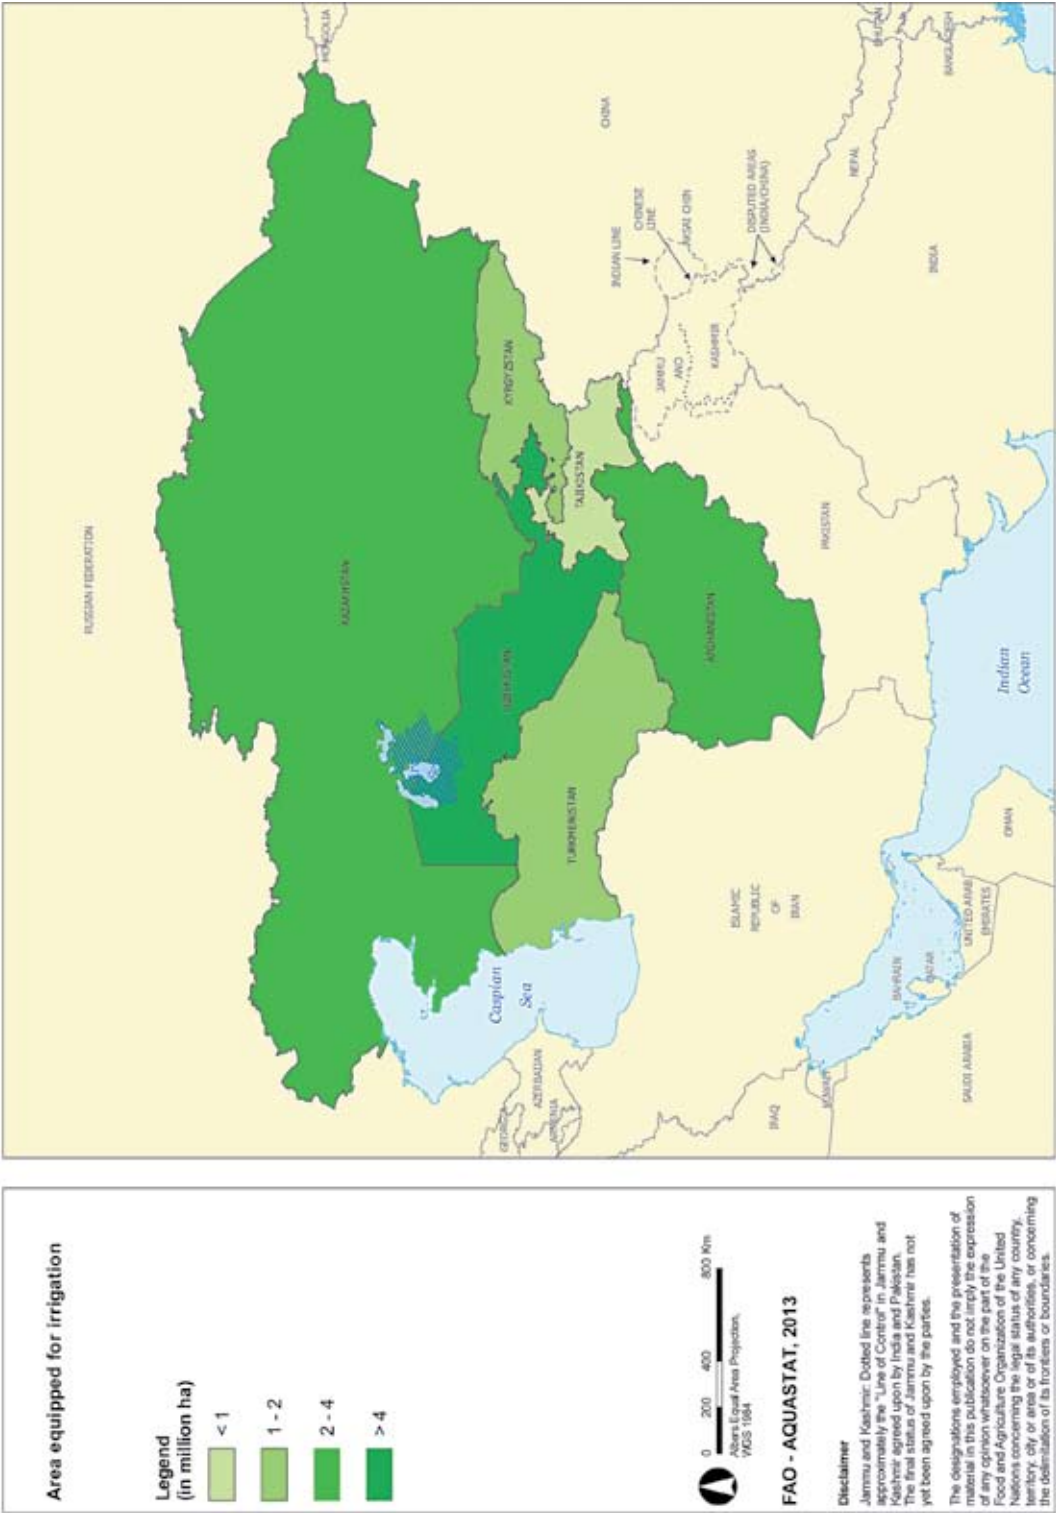 Area equipped for irrigation
Legend
(in million ha)
< 1
1 - 2
2 - 4
> 4
0 200 400 800 Km
Albers Equal Area Projection,
WGS 1984
FAO - AQUASTAT, 2013
Disclaimer
Jammu and Kashmir: Dotted line represents
approximately the "Line of Control" in Jammu and
Kashmir agreed upon by India and Pakistan.
The final status of Jammu and Kashmir has not
yet been agreed upon by the parties.
The designations employed and the presentation of
material in this publication do not imply the expression
of any opinion whatsoever on the part of the
Food and Agriculture Organization of the United
Nations concerning the legal status of any country,
territory, city or area or of its authorities, or concerning
the delimitation of its frontiers or boundaries.
RUSSIAN FEDERATION
MONGOLIA
KAZAKHSTAN
CHINA
KYRGYZSTAN
UZBEKISTAN
TAJIKISTAN
TURKMENISTAN
AFGHANISTAN
Caspian
Sea
GEORGIA
AZERBAIJAN
ARMENIA
INDIAN LINE
CHINESE
LINE
AKSAI CHIN
DISPUTED AREAS
(INDIA/CHINA)
JAMMU
AND
KASHMIR
ISLAMIC
REPUBLIC
OF
IRAN
PAKISTAN
NEPAL
BHUTAN
BANGLADESH
INDIA
IRAQ
KUWAIT
BAHRAIN
QATAR
UNITED ARAB
EMIRATES
SAUDI ARABIA
OMAN
Indian
Ocean